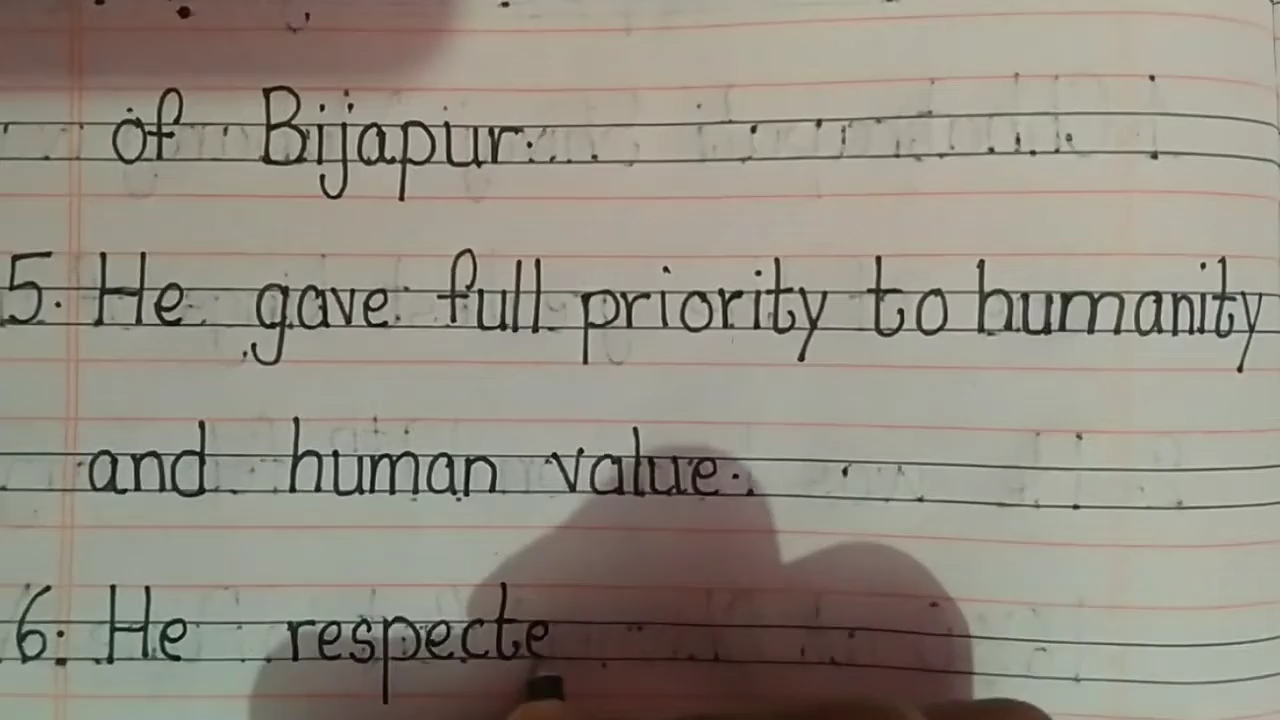 of Bijapur.
5. He gave full priority to humanity
and human value.
6. He respecte